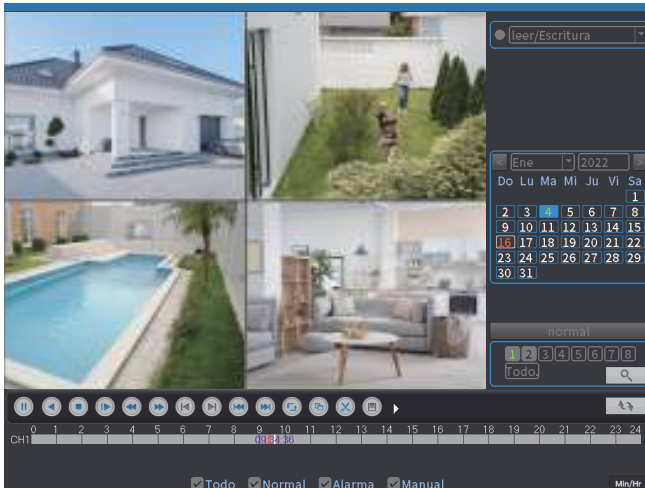 leer/Escritura
< Ene 2022 >
Do Lu Ma Mi Ju Vi Sa
1
2 3 4 5 6 7 8
9 10 11 12 13 14 15
16 17 18 19 20 21 22
23 24 25 26 27 28 29
30 31
normal
1 2 3 4 5 6 7 8
Todo.
0 1 2 3 4 5 6 7 8 9 10 11 12 13 14 15 16 17 18 19 20 21 22 23 24
CH1 09:34:36
Todo Normal Alarma Manual Min/Hr